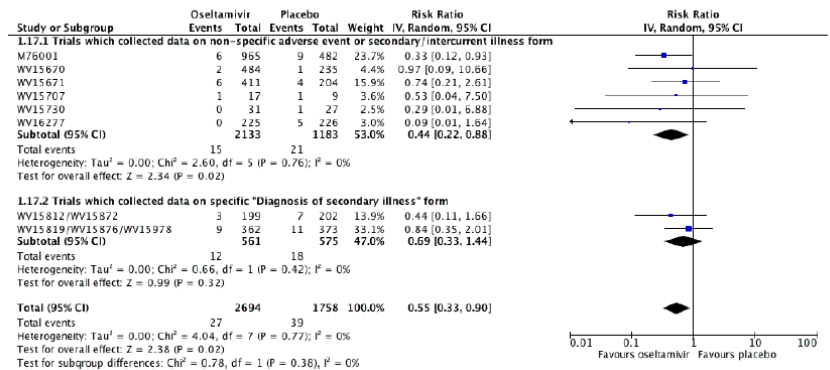 Oseltamivir Placebo Risk Ratio Risk Ratio
Study or Subgroup Events Total Events Total Weight IV, Random, 95% CI IV, Random, 95% CI
1.17.1 Trials which collected data on non-specific adverse event or secondary/intercurrent illness form
M76001 6 965 9 482 23.7% 0.33 [0.12, 0.93]
WV15670 2 484 1 235 4.4% 0.97 [0.09, 10.66]
WV15671 6 411 4 204 15.9% 0.74 [0.21, 2.61]
WV15707 1 17 1 9 3.6% 0.53 [0.04, 7.50]
WV15730 0 31 1 27 2.5% 0.29 [0.01, 6.88]
WV16277 0 225 5 226 3.0% 0.09 [0.01, 1.64]
Subtotal (95% CI) 2133 1183 53.0% 0.44 [0.22, 0.88]
Total events 15 21
Heterogeneity: Tau² = 0.00; Chi² = 2.60, df = 5 (P = 0.76); I² = 0%
Test for overall effect: Z = 2.34 (P = 0.02)
1.17.2 Trials which collected data on specific "Diagnosis of secondary illness" form
WV15812/WV15872 3 199 7 202 13.9% 0.44 [0.11, 1.66]
WV15819/WV15876/WV15978 9 362 11 373 33.1% 0.84 [0.35, 2.01]
Subtotal (95% CI) 561 575 47.0% 0.69 [0.33, 1.44]
Total events 12 18
Heterogeneity: Tau² = 0.00; Chi² = 0.66, df = 1 (P = 0.42); I² = 0%
Test for overall effect: Z = 0.99 (P = 0.32)
Total (95% CI) 2694 1758 100.0% 0.55 [0.33, 0.90]
Total events 27 39
Heterogeneity: Tau² = 0.00; Chi² = 4.04, df = 7 (P = 0.77); I² = 0%
Test for overall effect: Z = 2.38 (P = 0.02)
Test for subgroup differences: Chi² = 0.78, df = 1 (P = 0.38), I² = 0%
0.01 0.1 1 10 100
Favours oseltamivir Favours placebo